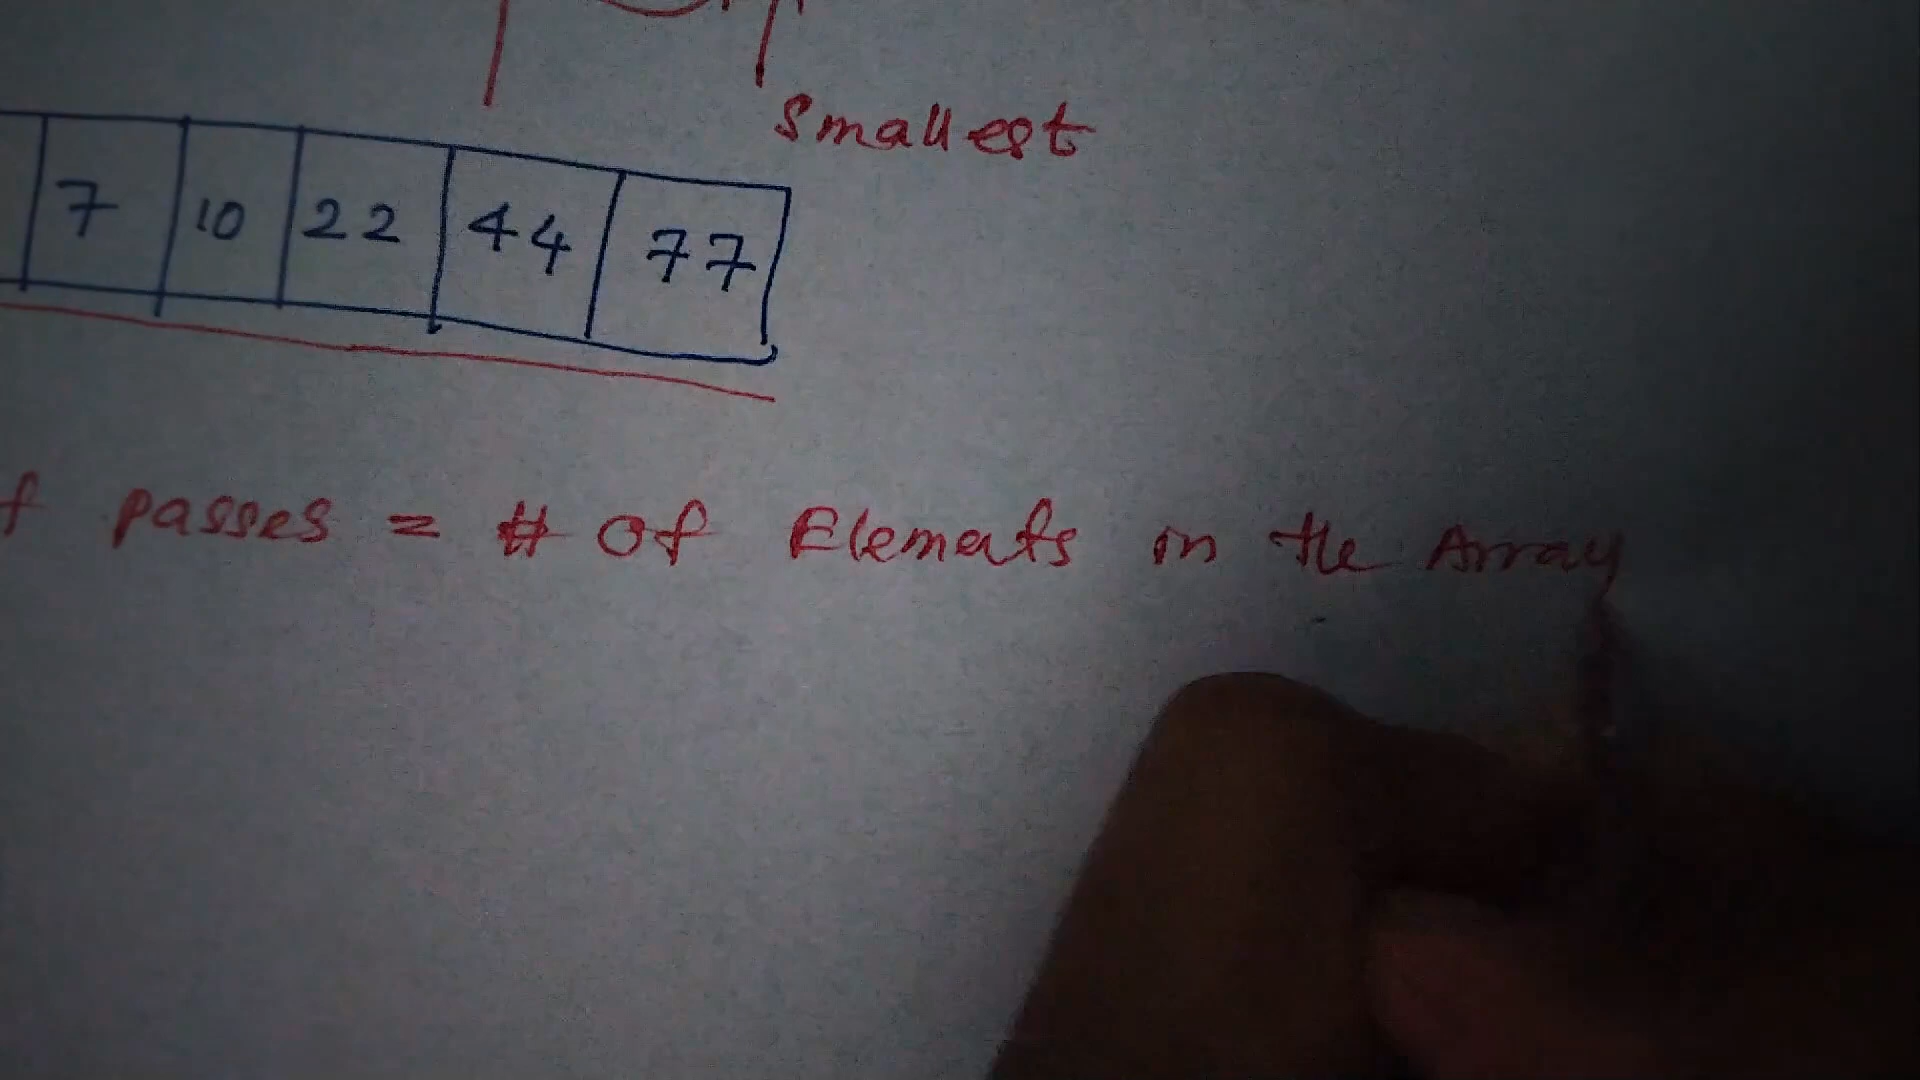 Smallest
7 10 22 44 77
f passes = # of Elements in the Array